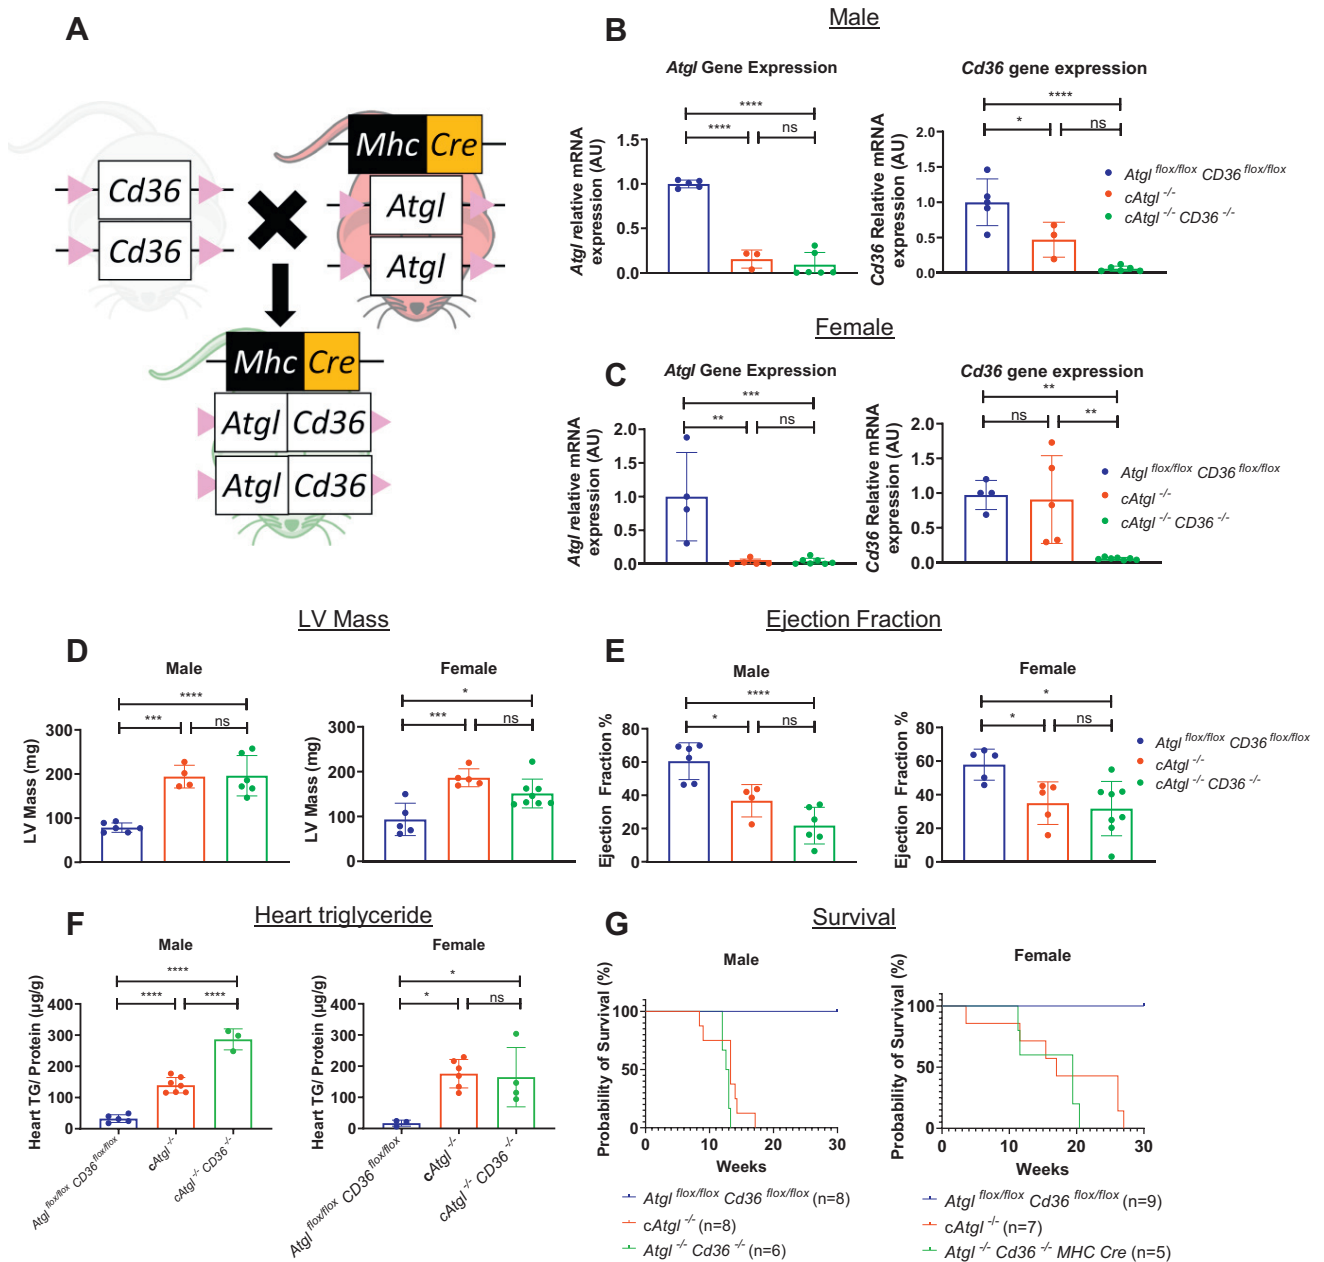 A
Cd36
Cd36
Mhc Cre
Atgl
Atgl
Mhc Cre
Atgl Cd36
Atgl Cd36
Male
B
Atgl Gene Expression
Atgl relative mRNA
expression (AU)
1.5
1.0
0.5
0.0
****
**** ns
Cd36 gene expression
Cd36 Relative mRNA
expression (AU)
2.0
1.5
1.0
0.5
0.0
****
* ns
Atgl flox/flox CD36 flox/flox
cAtgl -/-
cAtgl -/- CD36 -/-
Female
C
Atgl Gene Expression
Atgl relative mRNA
expression (AU)
2.0
1.5
1.0
0.5
0.0
***
** ns
Cd36 gene expression
Cd36 Relative mRNA
expression (AU)
2.0
1.5
1.0
0.5
0.0
**
ns **
Atgl flox/flox CD36 flox/flox
cAtgl -/-
cAtgl -/- CD36 -/-
LV Mass
D
Male
LV Mass (mg)
300
200
100
0
****
*** ns
Female
LV Mass (mg)
300
200
100
0
*
*** ns
Ejection Fraction
E
Male
Ejection Fraction %
80
60
40
20
0
****
* ns
Female
Ejection Fraction %
80
60
40
20
0
*
* ns
Atgl flox/flox CD36 flox/flox
cAtgl -/-
cAtgl -/- CD36 -/-
Heart triglyceride
F
Male
Heart TG/ Protein (µg/g)
400
300
200
100
0
****
**** ****
Atgl flox/flox CD36 flox/flox
cAtgl -/-
cAtgl -/- CD36 -/-
Female
Heart TG/ Protein (µg/g)
400
300
200
100
0
*
* ns
Atgl flox/flox CD36 flox/flox
cAtgl -/-
cAtgl -/- CD36 -/-
Survival
G
Male
Probability of Survival (%)
100
50
0
0 10 20 30
Weeks
Atgl flox/flox Cd36 flox/flox (n=8)
cAtgl -/- (n=8)
Atgl -/- Cd36 -/- (n=6)
Female
Probability of Survival (%)
100
50
0
0 10 20 30
Weeks
Atgl flox/flox Cd36 flox/flox (n=9)
cAtgl -/- (n=7)
Atgl -/- Cd36 -/- MHC Cre (n=5)